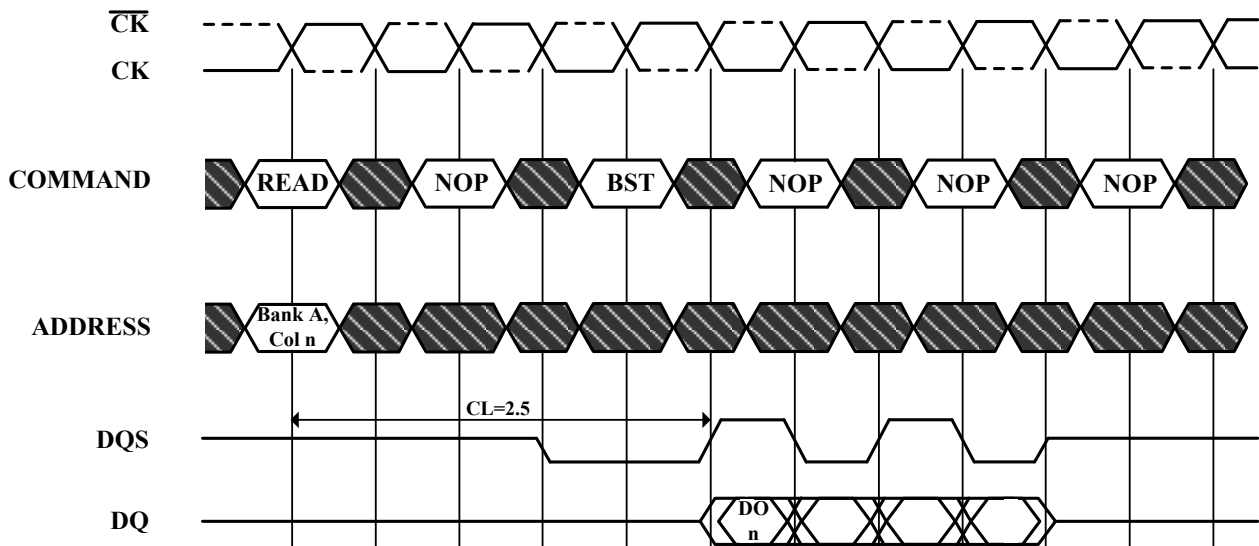 CK
CK
COMMAND
READ NOP BST NOP NOP NOP
ADDRESS
Bank A,
Col n
CL=2.5
DQS
DQ
DO
n